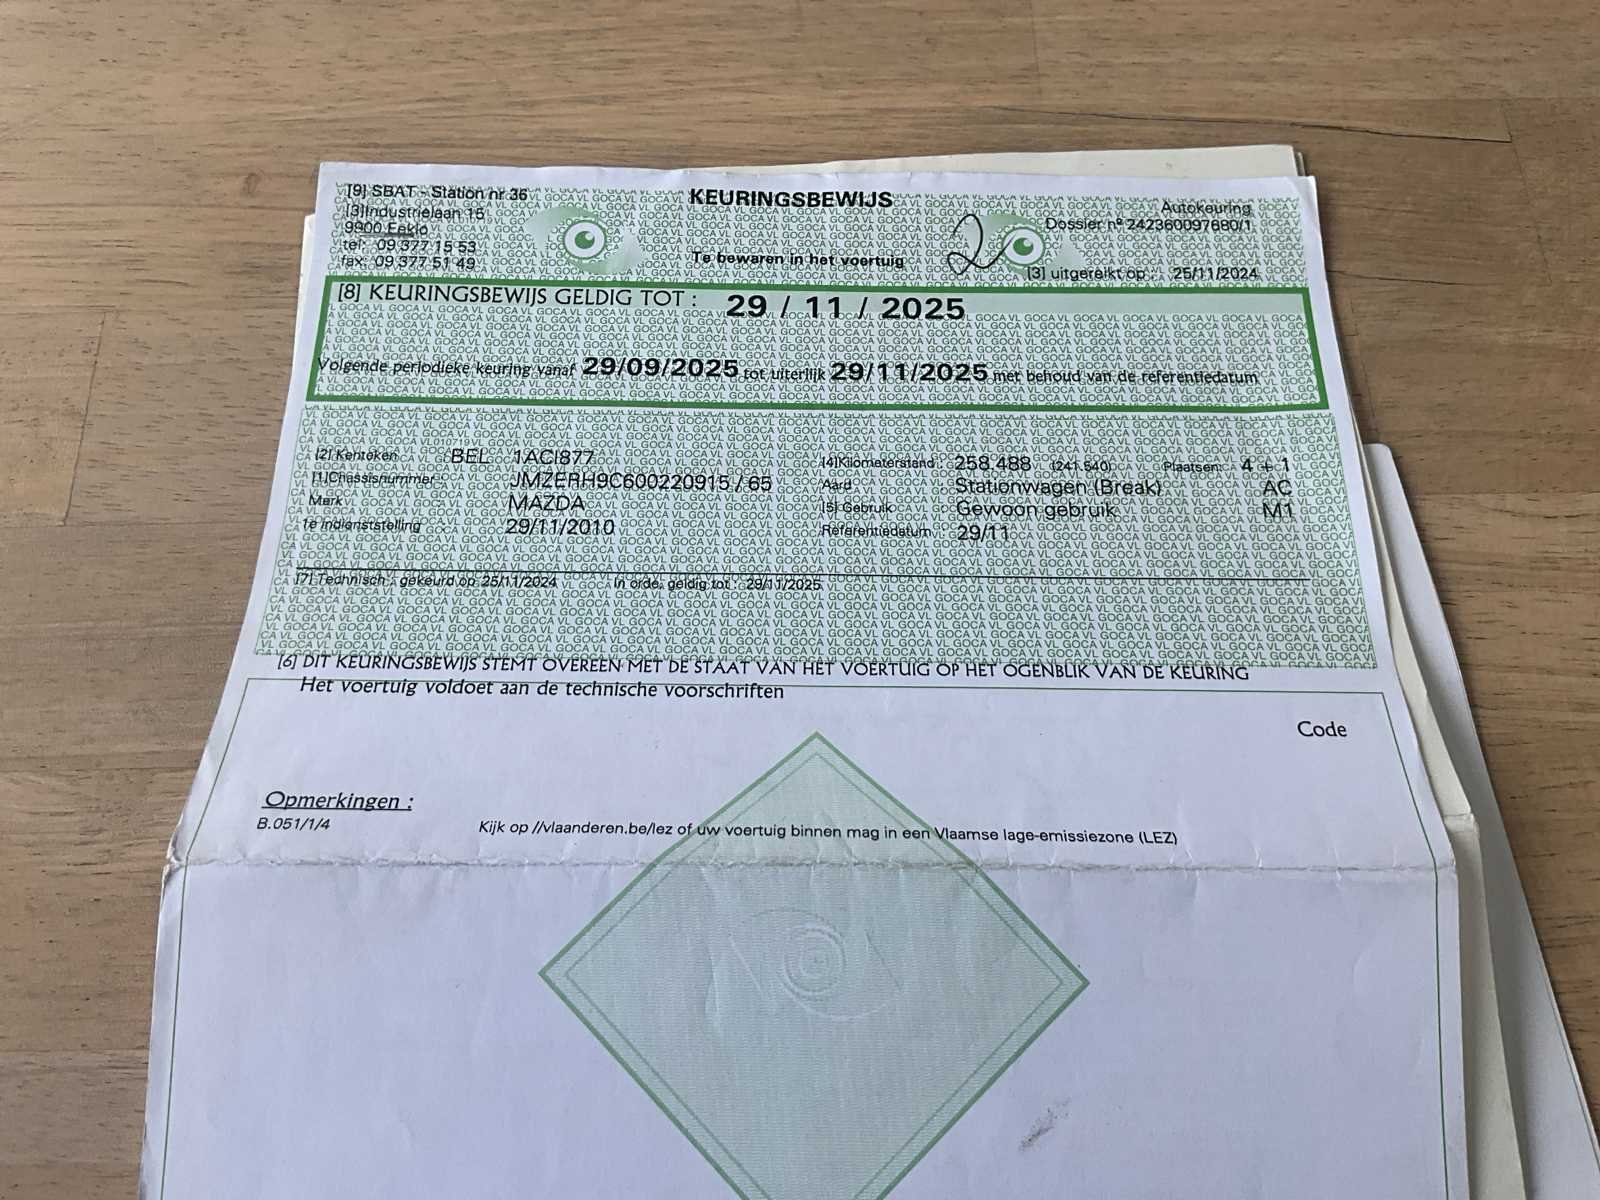 [9] SBAT - Station nr 36
KEURINGSBEWIJS
Autokeuring
[3]Industrielaan 15
Dossier nº 242360097680/1
9900 Eeklo
tel: 09 377 15 53
Te bewaren in het voertuig
fax: 09 377 51 49
[3] uitgereikt op : 25/11/2024
[8] KEURINGSBEWIJS GELDIG TOT : 29 / 11 / 2025
Volgende periodieke keuring vanaf 29/09/2025 tot uiterlijk 29/11/2025 met behoud van de referentiedatum
[2] Kenteken : BEL 1ACI877
[4]Kilometerstand : 258.488 (241.540) Plaatsen: 4 + 1
[1]Chassisnummer: JMZERH9C600220915 / 65
Aard : Stationwagen (Break) AC
Merk : MAZDA
[5] Gebruik : Gewoon gebruik M1
1e indienststelling : 29/11/2010
Referentiedatum : 29/11
[7] Technisch : gekeurd op 25/11/2024 In orde, geldig tot : 29/11/2025
[6] DIT KEURINGSBEWIJS STEMT OVEREEN MET DE STAAT VAN HET VOERTUIG OP HET OGENBLIK VAN DE KEURING
Het voertuig voldoet aan de technische voorschriften
Code
Opmerkingen :
B.051/1/4
Kijk op //vlaanderen.be/lez of uw voertuig binnen mag in een Vlaamse lage-emissiezone (LEZ)